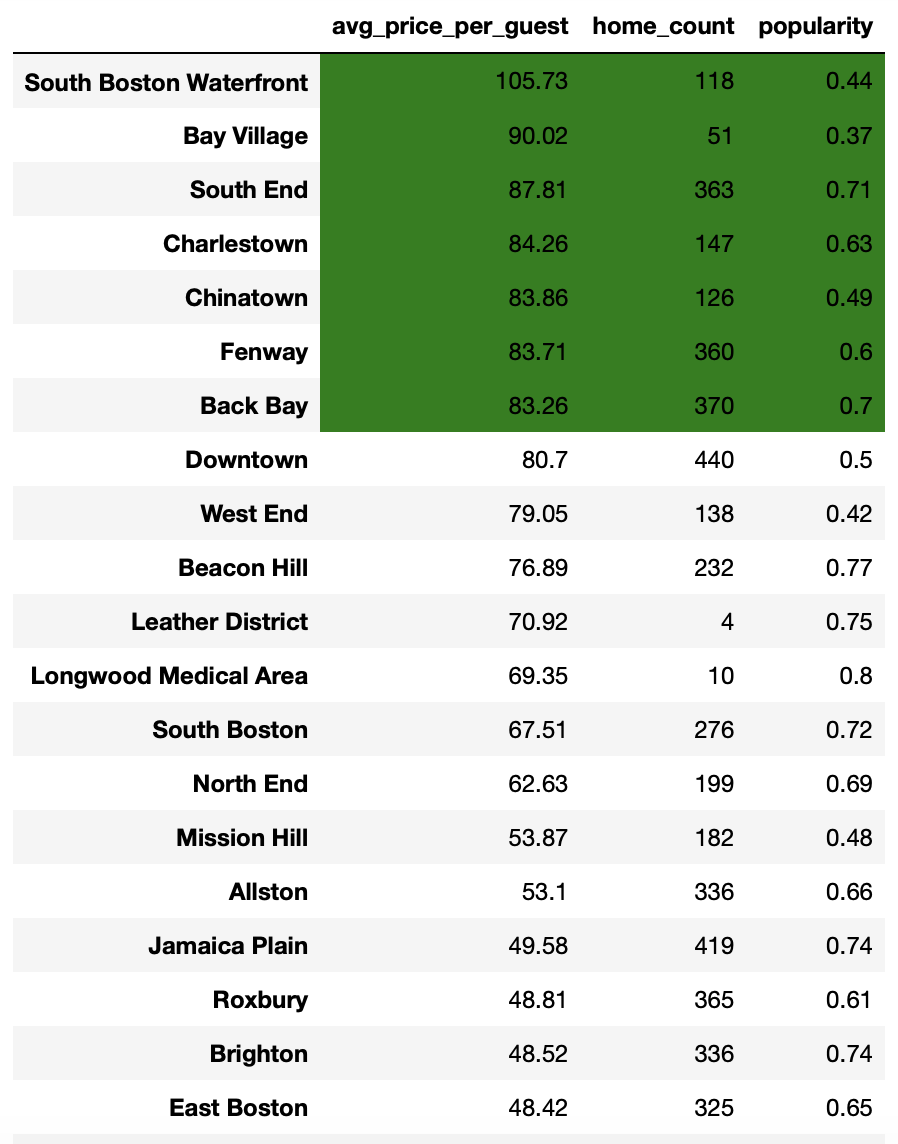 avg_price_per_guest home_count popularity
South Boston Waterfront 105.73 118 0.44
Bay Village 90.02 51 0.37
South End 87.81 363 0.71
Charlestown 84.26 147 0.63
Chinatown 83.86 126 0.49
Fenway 83.71 360 0.6
Back Bay 83.26 370 0.7
Downtown 80.7 440 0.5
West End 79.05 138 0.42
Beacon Hill 76.89 232 0.77
Leather District 70.92 4 0.75
Longwood Medical Area 69.35 10 0.8
South Boston 67.51 276 0.72
North End 62.63 199 0.69
Mission Hill 53.87 182 0.48
Allston 53.1 336 0.66
Jamaica Plain 49.58 419 0.74
Roxbury 48.81 365 0.61
Brighton 48.52 336 0.74
East Boston 48.42 325 0.65